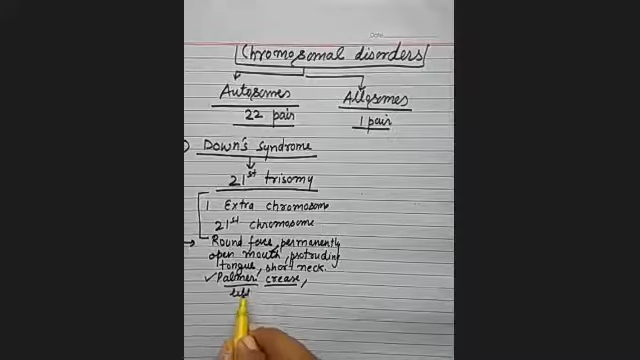 Date
Chromosomal disorders
Autosomes Allosomes
22 pair 1 pair
Down's Syndrome
21st trisomy
1 Extra chromosome
21st chromosome
→ Round face, permanently
open mouth, protruding
tongue, short neck.
✓ Palmer crease,